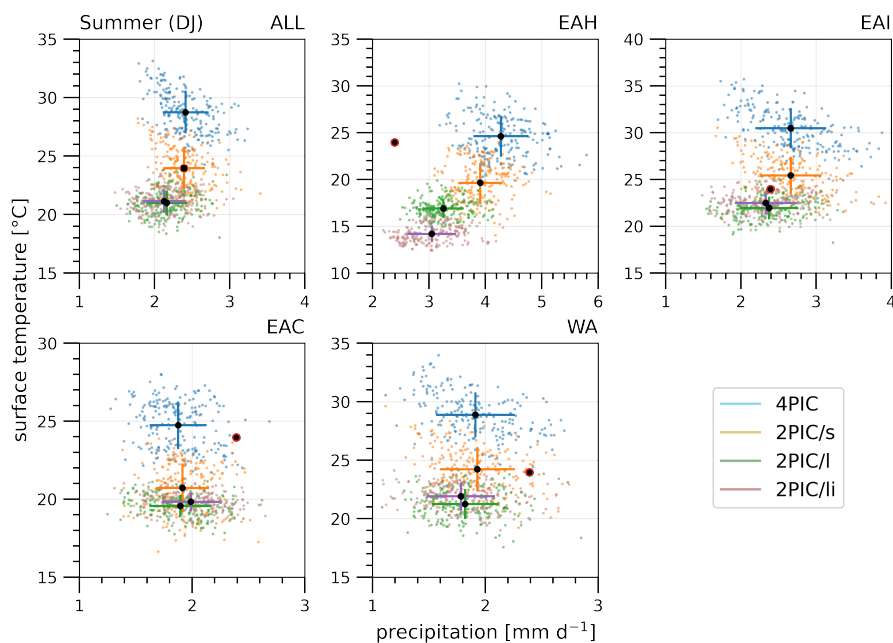 Summer (DJ) ALL
EAH
EAI
35
30
25
20
15
1 2 3 4
35
30
25
20
15
10
2 3 4 5 6
40
35
30
25
20
15
1 2 3 4
surface temperature [°C]
EAC
WA
30
25
20
15
1 2 3
35
30
25
20
15
1 2 3
4PIC
2PIC/s
2PIC/l
2PIC/li
precipitation [mm d⁻¹]